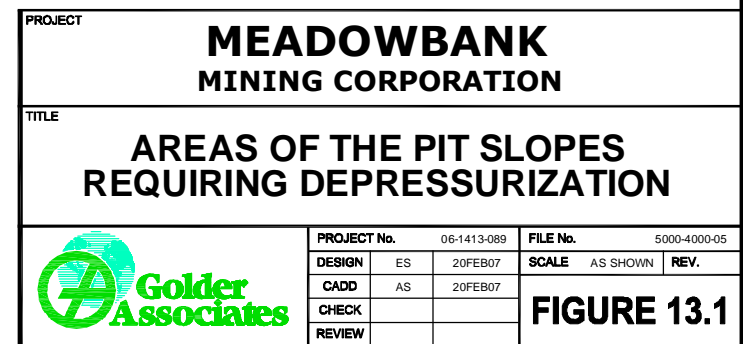 PROJECT
MEADOWBANK
MINING CORPORATION
TITLE
AREAS OF THE PIT SLOPES
REQUIRING DEPRESSURIZATION
Golder
Associates
PROJECT No. 06-1413-089 FILE No. 5000-4000-05
DESIGN ES 20FEB07 SCALE AS SHOWN REV.
CADD AS 20FEB07
CHECK
REVIEW
FIGURE 13.1